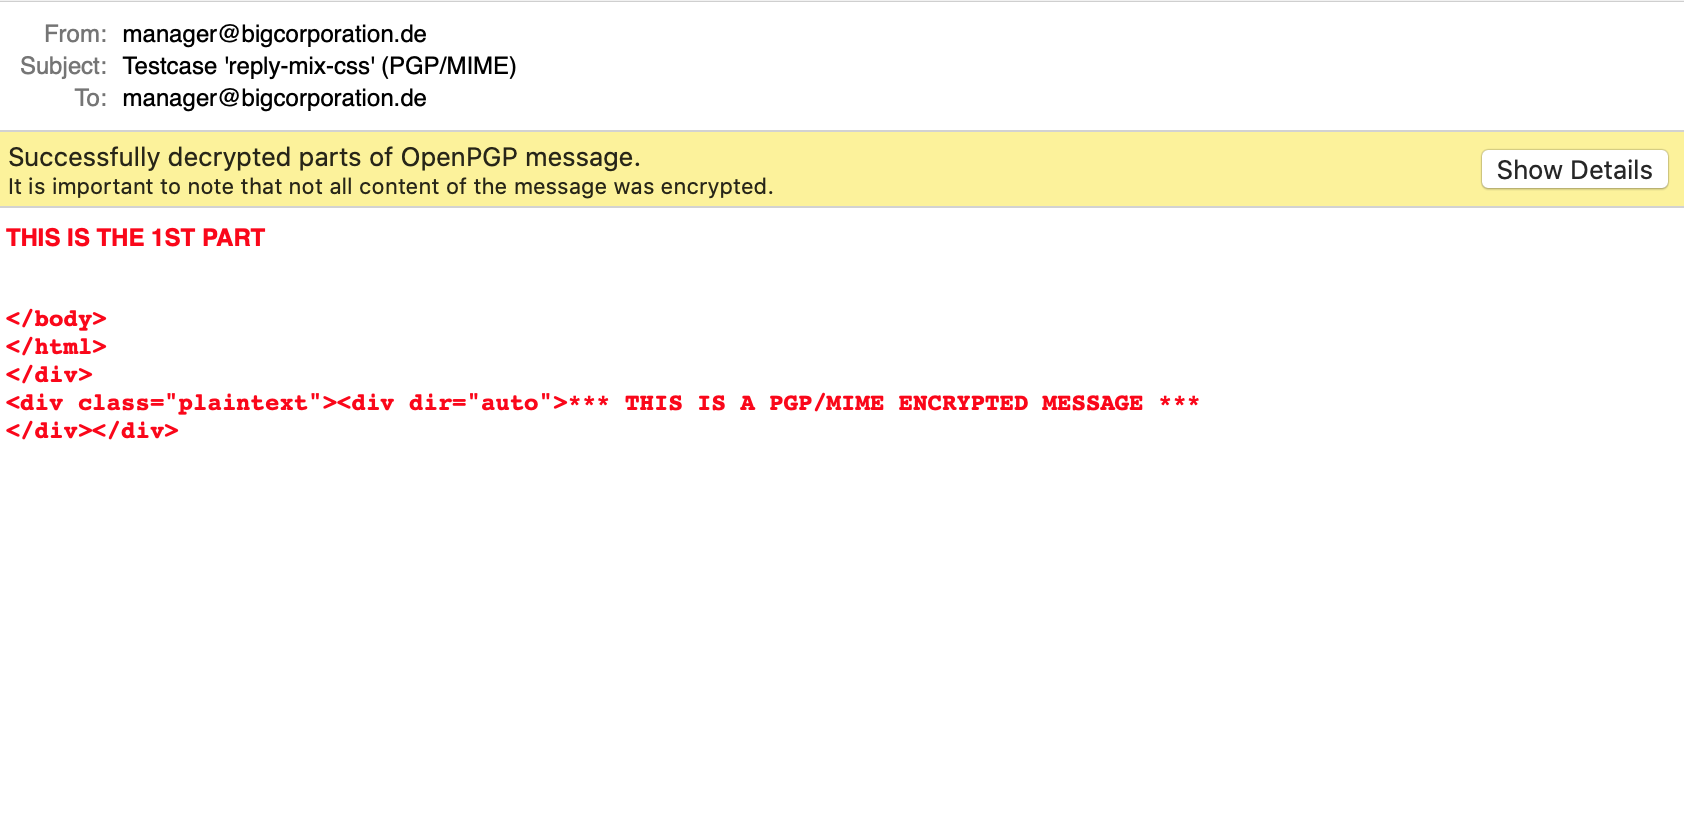 From: manager@bigcorporation.de
Subject: Testcase 'reply-mix-css' (PGP/MIME)
To: manager@bigcorporation.de
Successfully decrypted parts of OpenPGP message.
It is important to note that not all content of the message was encrypted.
Show Details
THIS IS THE 1ST PART
</body>
</html>
</div>
<div class="plaintext"><div dir="auto">*** THIS IS A PGP/MIME ENCRYPTED MESSAGE ***
</div></div>